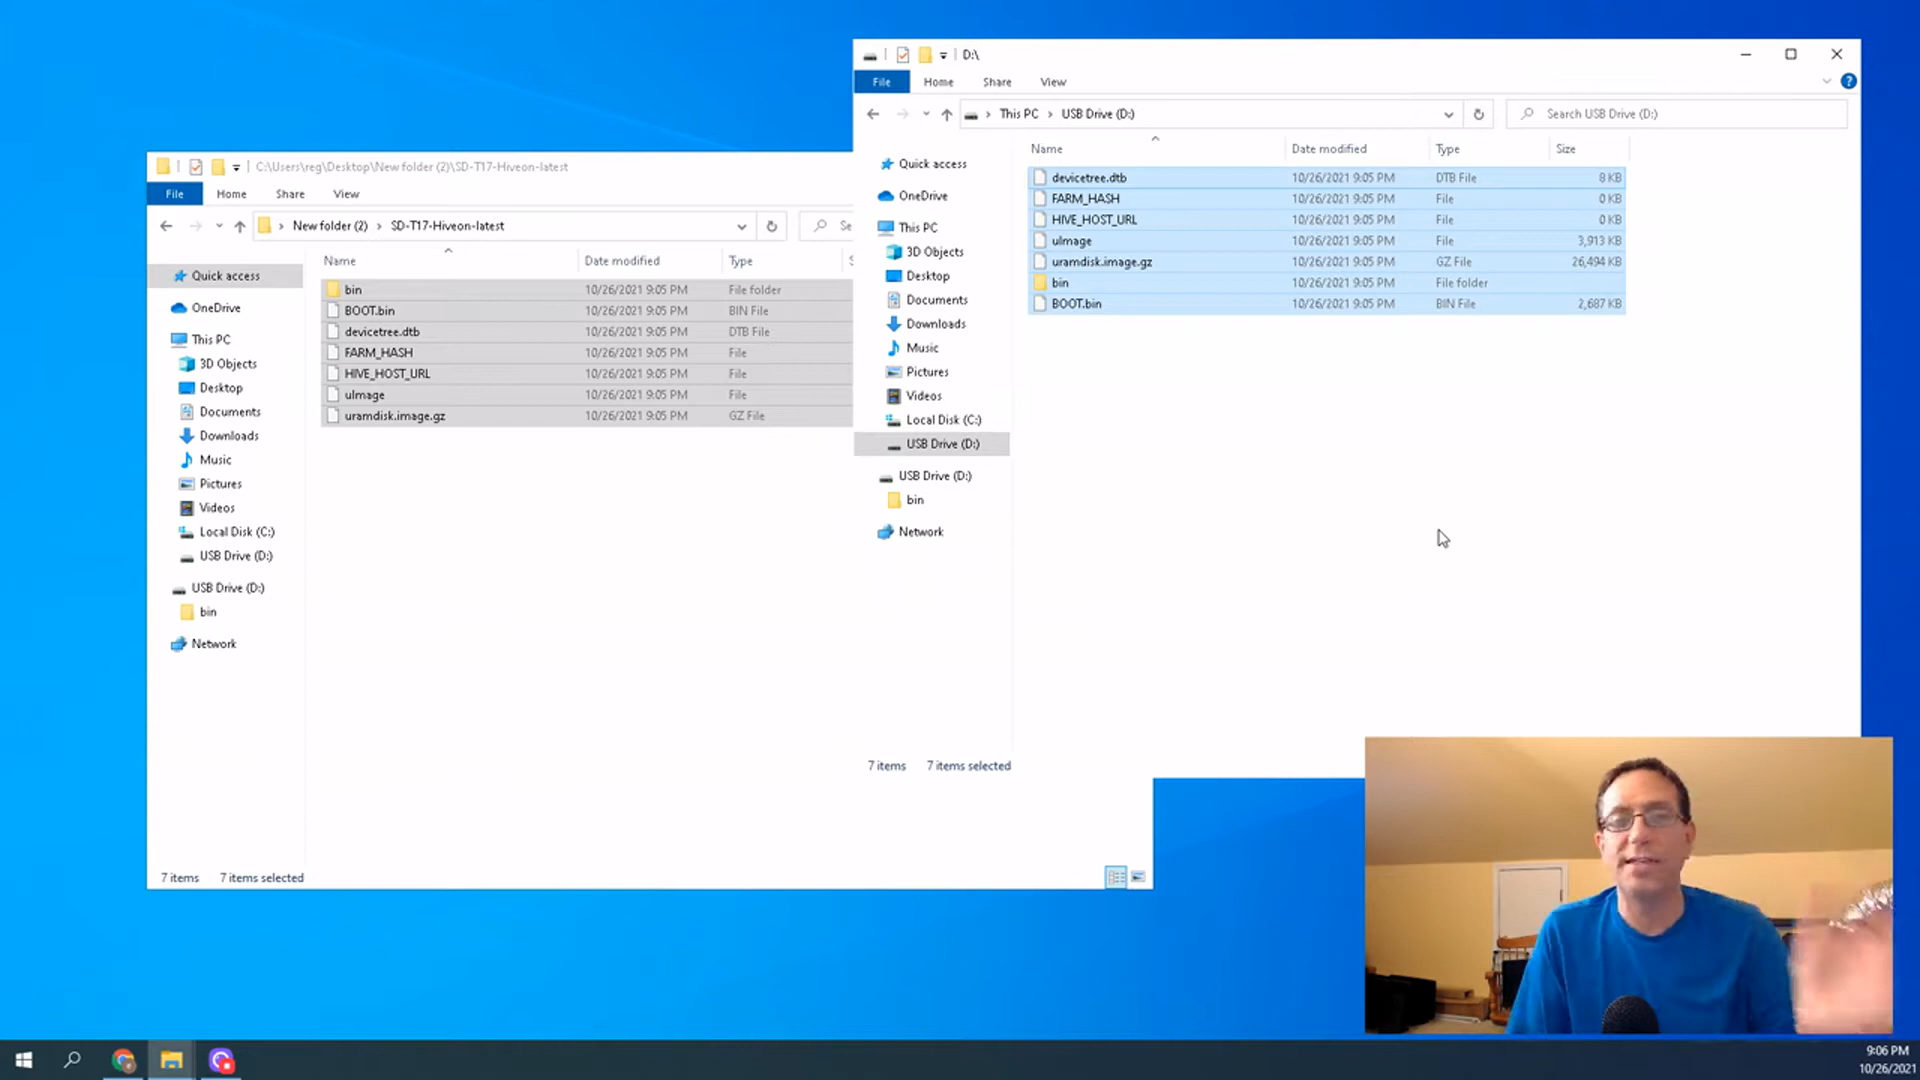 D:\
File Home Share View
This PC > USB Drive (D:)
Search USB Drive (D:)
Name Date modified Type Size
devicetree.dtb 10/26/2021 9:05 PM DTB File 8 KB
FARM_HASH 10/26/2021 9:05 PM File 0 KB
HIVE_HOST_URL 10/26/2021 9:05 PM File 0 KB
uImage 10/26/2021 9:05 PM File 3,913 KB
uramdisk.image.gz 10/26/2021 9:05 PM GZ File 26,494 KB
bin 10/26/2021 9:05 PM File folder
BOOT.bin 10/26/2021 9:05 PM BIN File 2,687 KB
Quick access
OneDrive
This PC
3D Objects
Desktop
Documents
Downloads
Music
Pictures
Videos
Local Disk (C:)
USB Drive (D:)
USB Drive (D:)
bin
Network
7 items 7 items selected
C:\Users\reg\Desktop\New folder (2)\SD-T17-Hiveon-latest
File Home Share View
New folder (2) > SD-T17-Hiveon-latest
Se
Name Date modified Type S
bin 10/26/2021 9:05 PM File folder
BOOT.bin 10/26/2021 9:05 PM BIN File
devicetree.dtb 10/26/2021 9:05 PM DTB File
FARM_HASH 10/26/2021 9:05 PM File
HIVE_HOST_URL 10/26/2021 9:05 PM File
uImage 10/26/2021 9:05 PM File
uramdisk.image.gz 10/26/2021 9:05 PM GZ File
Quick access
OneDrive
This PC
3D Objects
Desktop
Documents
Downloads
Music
Pictures
Videos
Local Disk (C:)
USB Drive (D:)
USB Drive (D:)
bin
Network
7 items 7 items selected
9:06 PM
10/26/2021